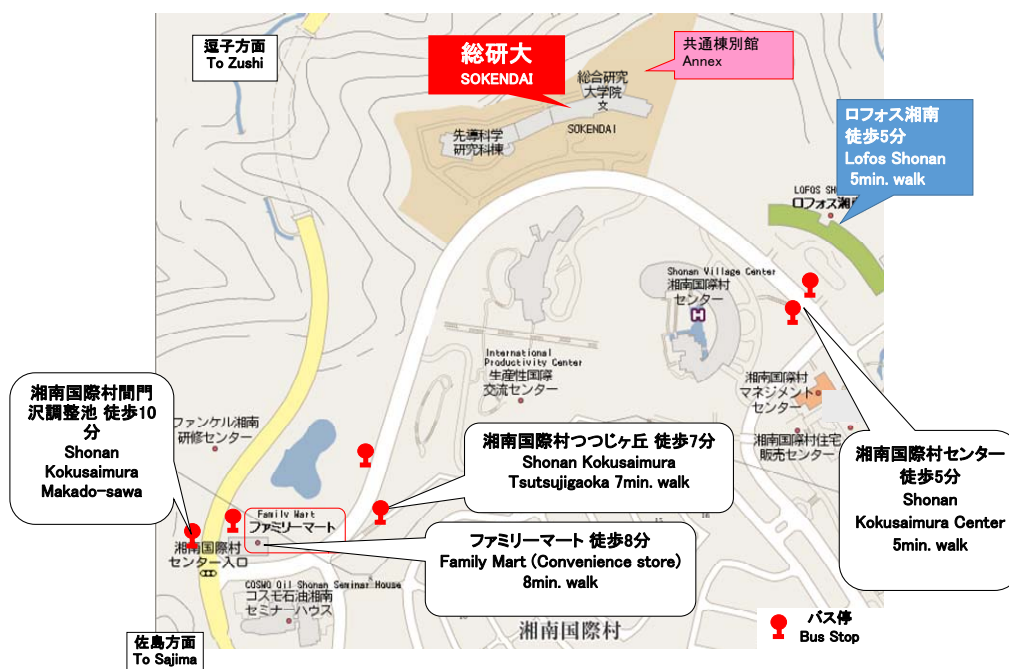 逗子方面
To Zushi
総研大
SOKENDAI
共通棟別館
Annex
総合研究
大学院
文
SOKENDAI
先導科学
研究科棟
ロフォス湘南
徒歩5分
Lofos Shonan
5min. walk
LOFOS SH
ロフォス湘南
Shonan Village Center
湘南国際村
センター
H
International
Productivity Center
生産性国際
交流センター
湘南国際村
マネジメント
センター
湘南国際村住宅
販売センター
湘南国際村間門
沢調整池 徒歩10
分
Shonan
Kokusaimura
Makado-sawa
ファンケル湘南
研修センター
湘南国際村つつじヶ丘 徒歩7分
Shonan Kokusaimura
Tsutsujigaoka 7min. walk
湘南国際村センター
徒歩5分
Shonan
Kokusaimura Center
5min. walk
Family Mart
ファミリーマート
ファミリーマート 徒歩8分
Family Mart (Convenience store)
8min. walk
15
16
湘南国際村
センター入口
COSMO Oil Shonan Seminar House
コスモ石油湘南
セミナーハウス
湘南国際村
バス停
Bus Stop
佐島方面
To Sajima